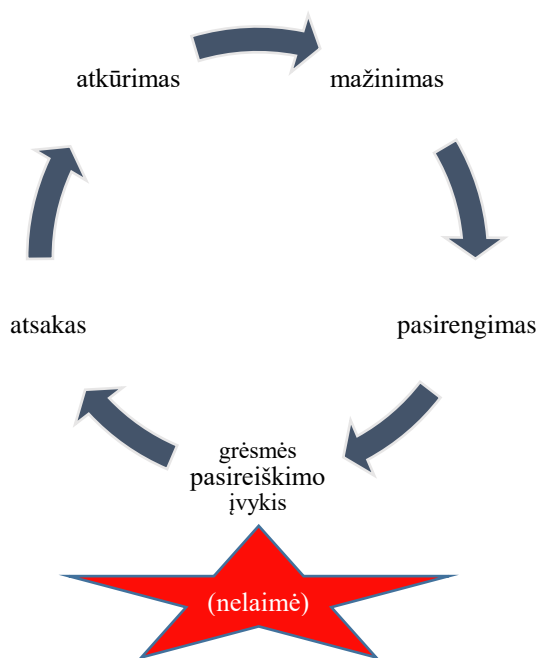 atkūrimas
mažinimas
atsakas
pasirengimas
grėsmės
pasireiškimo
įvykis
(nelaimė)